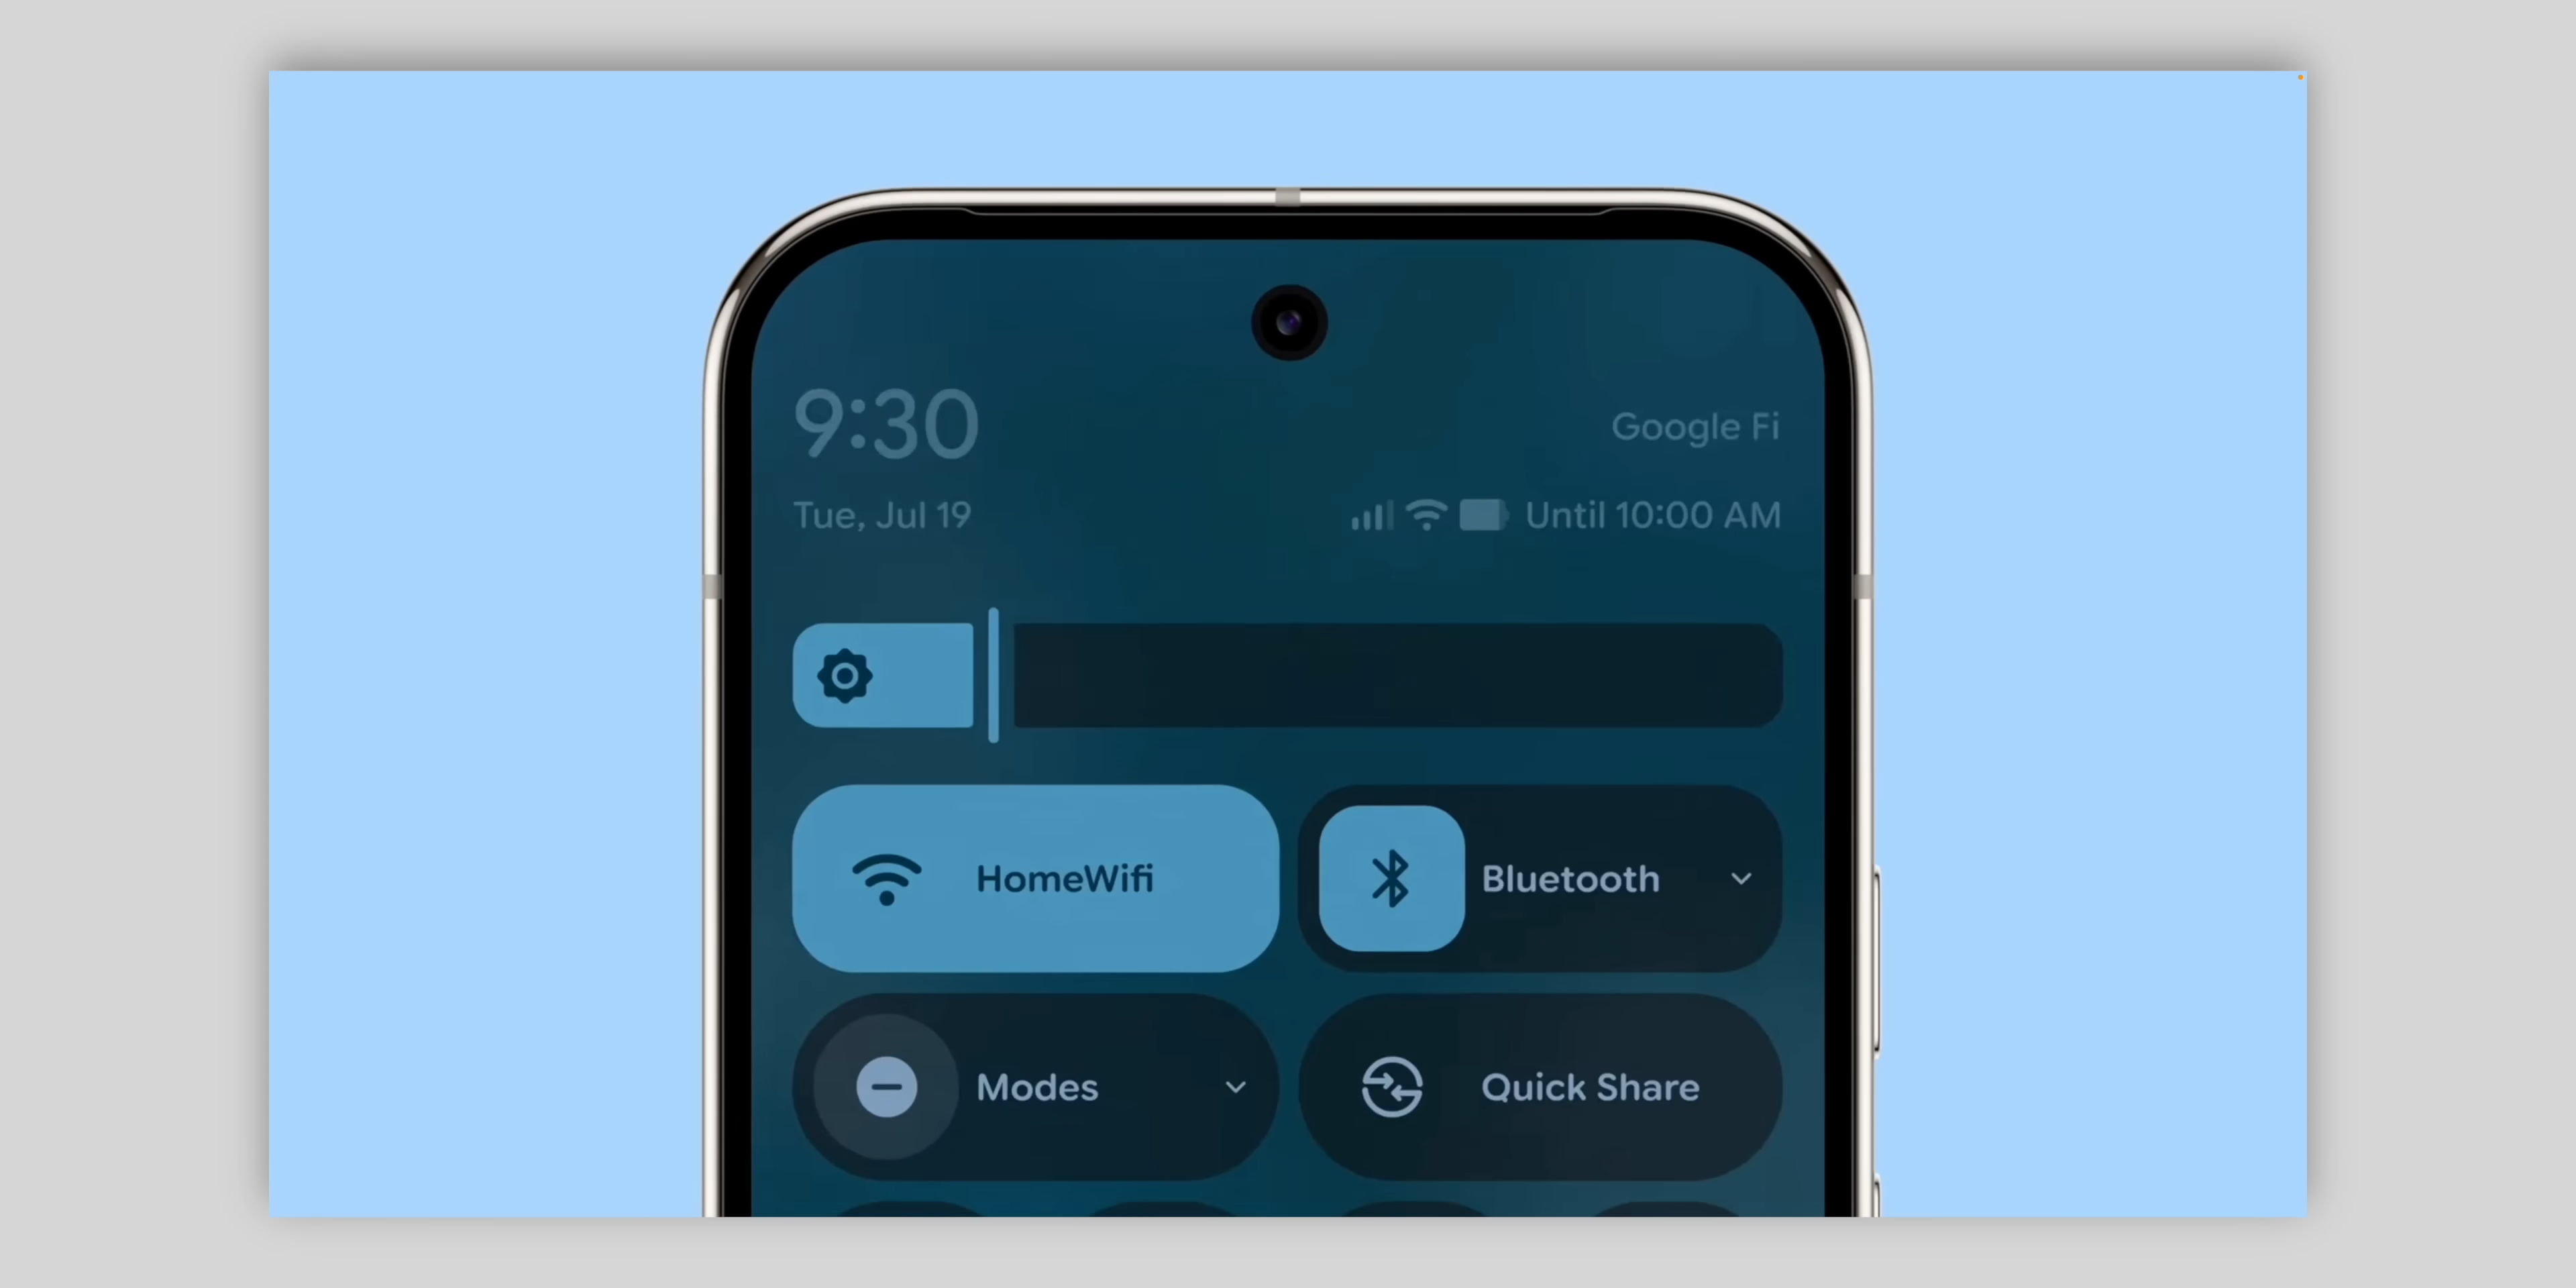 9:30
Google Fi
Tue, Jul 19
Until 10:00 AM
HomeWifi
Bluetooth
Modes
Quick Share